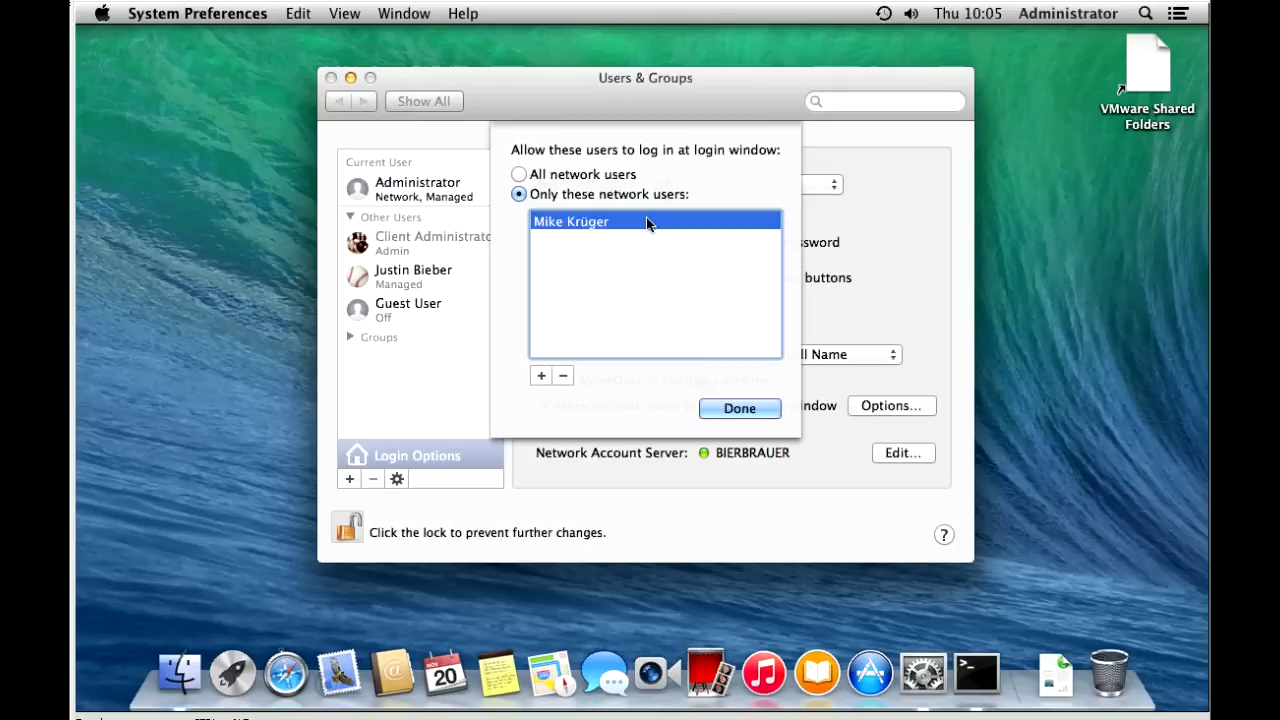 System Preferences Edit View Window Help Thu 10:05 Administrator
VMware Shared
Folders
Users & Groups
Show All
Current User
Administrator
Network, Managed
Other Users
Client Administrato
Admin
Justin Bieber
Managed
Guest User
Off
Groups
Login Options
Allow these users to log in at login window:
All network users
Only these network users:
Mike Krüger
+ −
Done
ssword
buttons
ll Name
indow Options...
Network Account Server: BIERBRAUER Edit...
+ −
Click the lock to prevent further changes. ?
NOV
20